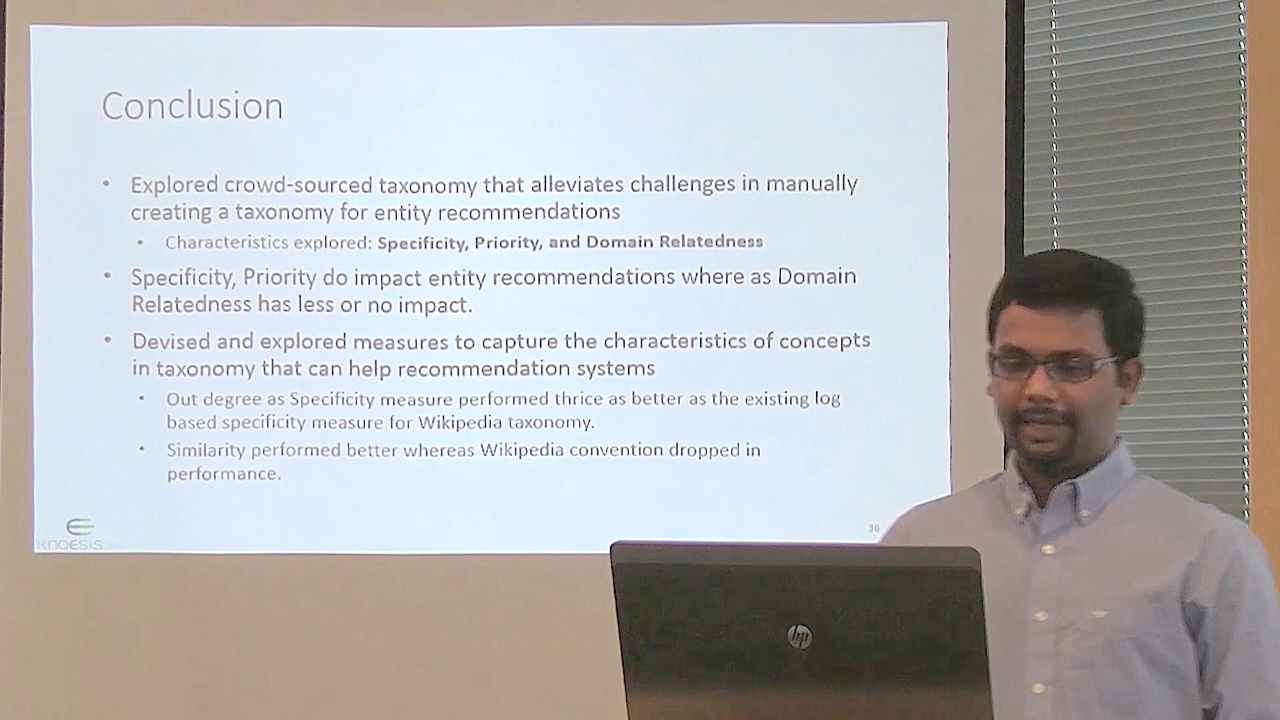 Conclusion
• Explored crowd-sourced taxonomy that alleviates challenges in manually
creating a taxonomy for entity recommendations
• Characteristics explored: Specificity, Priority, and Domain Relatedness
• Specificity, Priority do impact entity recommendations where as Domain
Relatedness has less or no impact.
• Devised and explored measures to capture the characteristics of concepts
in taxonomy that can help recommendation systems
• Out degree as Specificity measure performed thrice as better as the existing log
based specificity measure for Wikipedia taxonomy.
• Similarity performed better whereas Wikipedia convention dropped in
performance.
KNOESIS
30
hp